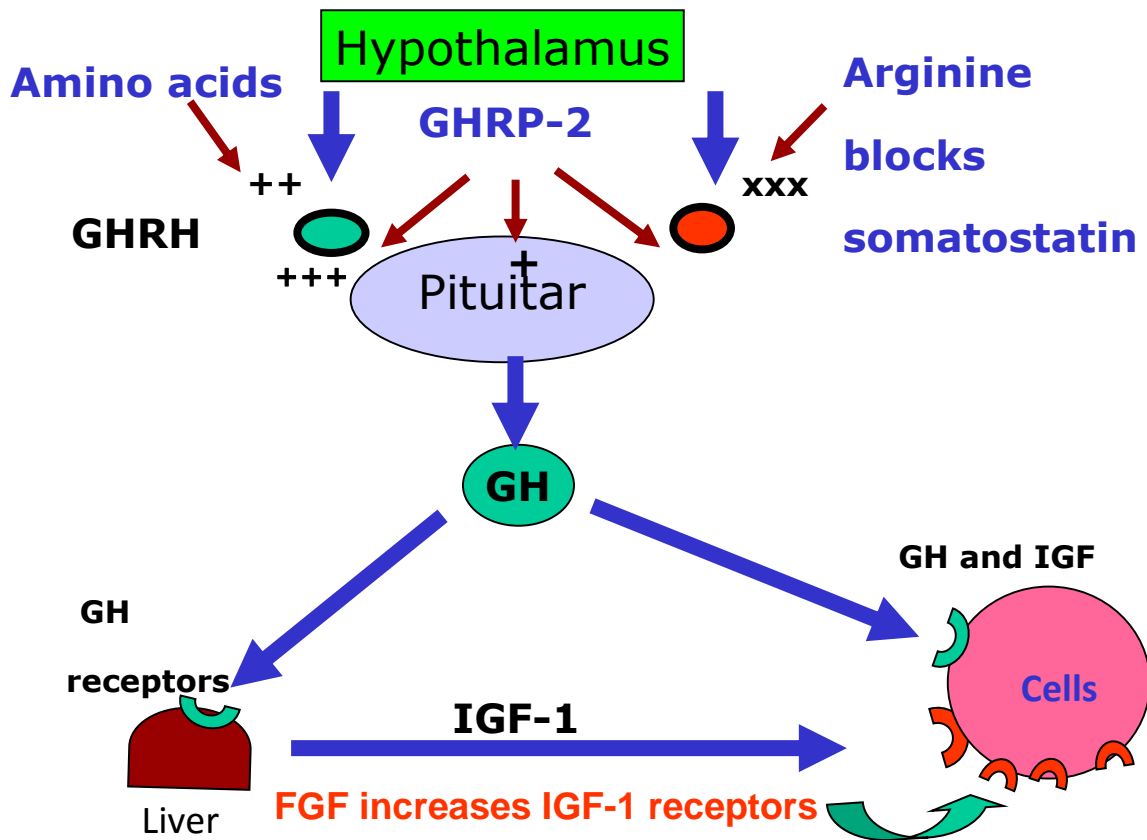 Hypothalamus
Amino acids
GHRP-2
Arginine
blocks
somatostatin
++
xxx
GHRH
+++
+
Pituitar
GH
GH and IGF
GH
receptors
Cells
IGF-1
FGF increases IGF-1 receptors
Liver